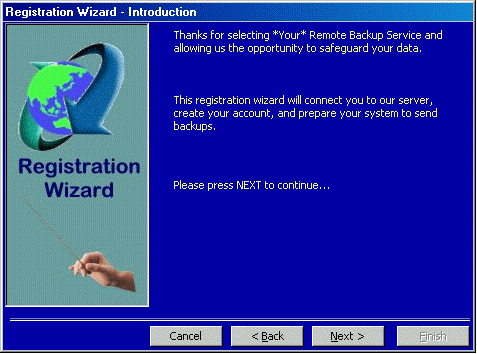 Registration Wizard - Introduction
Thanks for selecting *Your* Remote Backup Service and
allowing us the opportunity to safeguard your data.
This registration wizard will connect you to our server,
create your account, and prepare your system to send
backups.
Please press NEXT to continue...
Registration
Wizard
Cancel
< Back
Next >
Finish